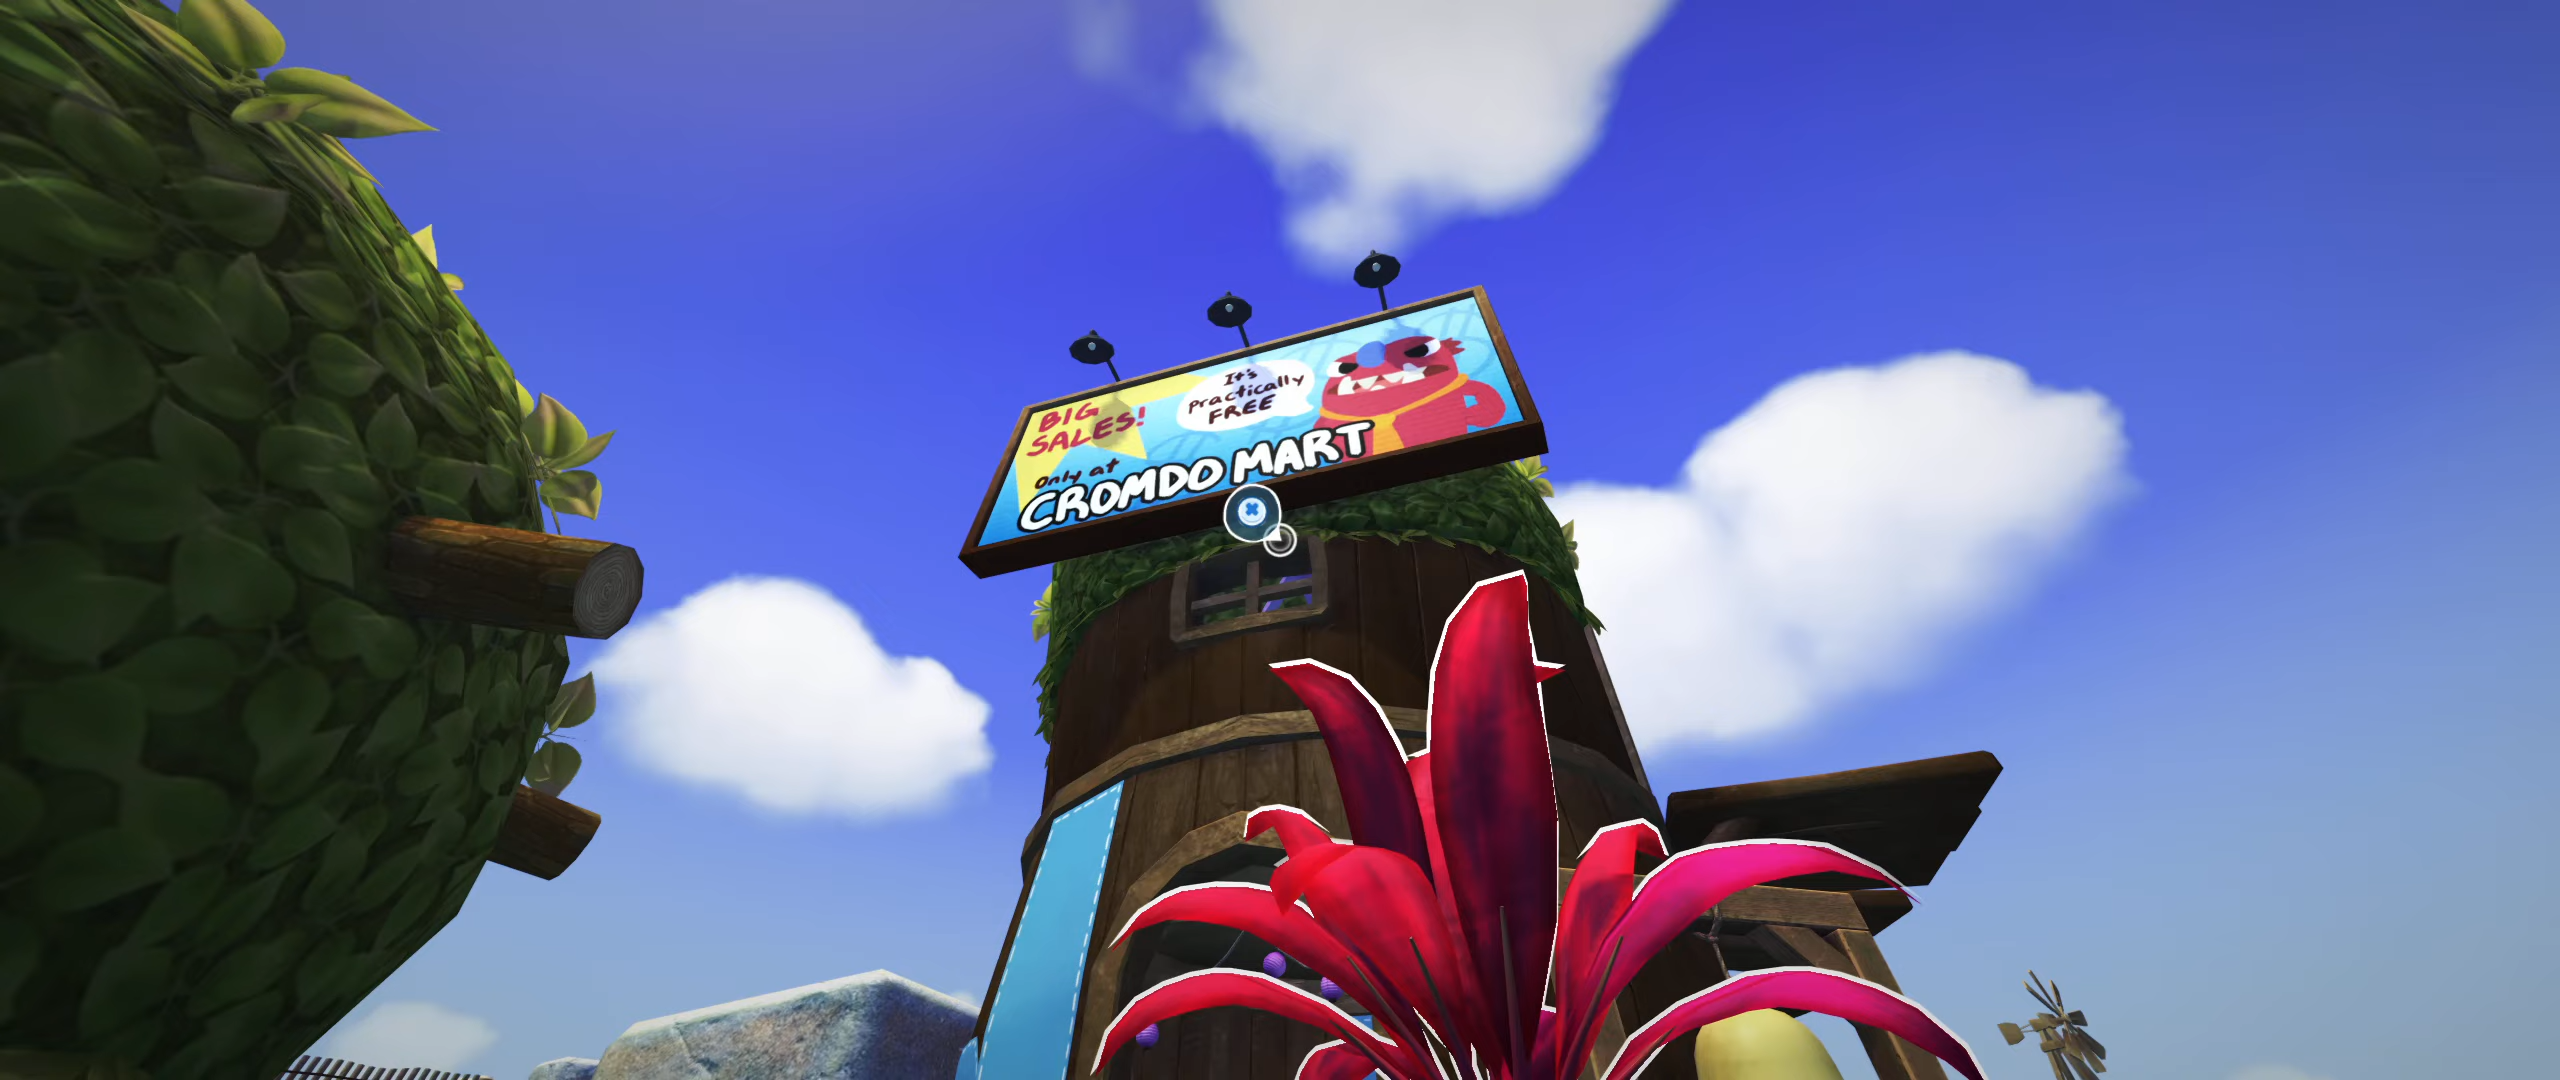 BIG
SALES!
It's
Practically
FREE
only at
CROMDO MART